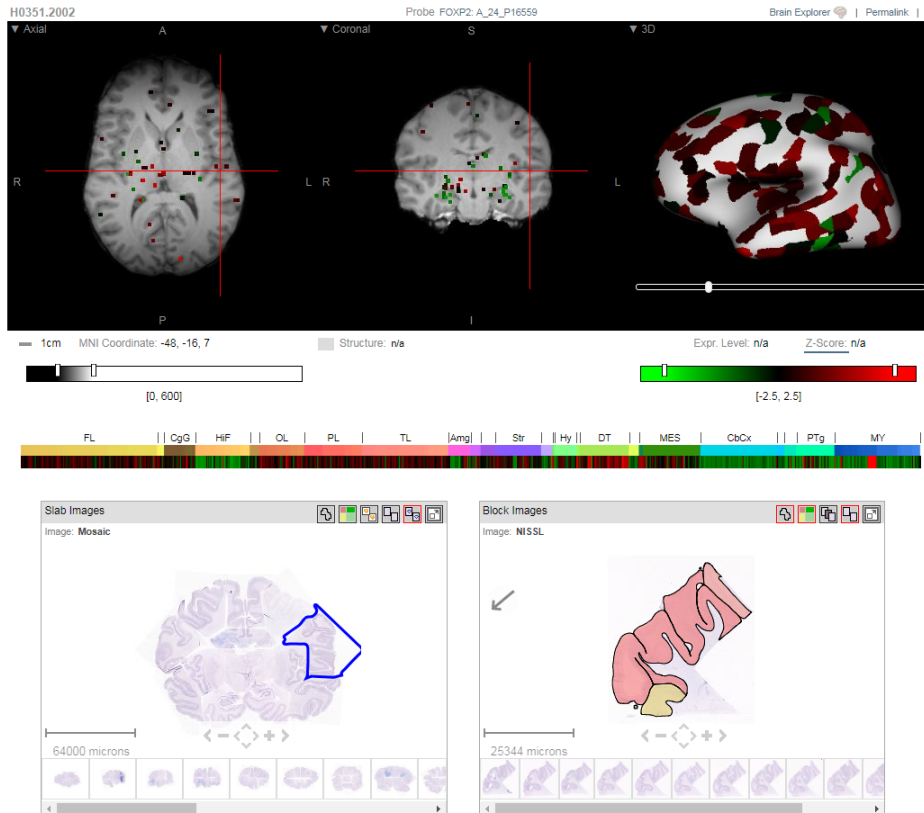 H0351.2002 Probe FOXP2: A_24_P16559 Brain Explorer | Permalink |
▼ Axial A ▼ Coronal S ▼ 3D
R L R L
P I
1cm MNI Coordinate: -48, -16, 7 Structure: n/a Expr. Level: n/a Z-Score: n/a
[0, 600] [-2.5, 2.5]
FL CgG HiF OL PL TL Amg Str Hy DT MES CbCx PTg MY
Slab Images Block Images
Image: Mosaic Image: NISSL
64000 microns 25344 microns